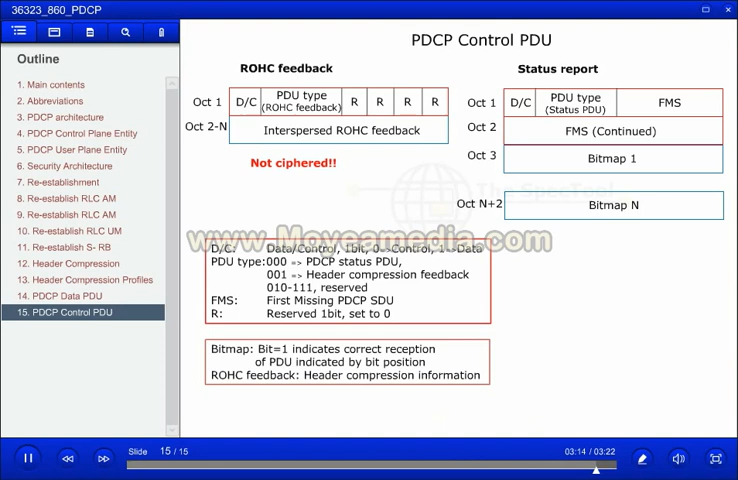 36323_860_PDCP
Outline
1. Main contents
2. Abbreviations
3. PDCP architecture
4. PDCP Control Plane Entity
5. PDCP User Plane Entity
6. Security Architecture
7. Re-establishment
8. Re-establish RLC AM
9. Re-establish RLC AM
10. Re-establish RLC UM
11. Re-establish S- RB
12. Header Compression
13. Header Compression Profiles
14. PDCP Data PDU
15. PDCP Control PDU
PDCP Control PDU
ROHC feedback
Oct 1 D/C PDU type (ROHC feedback) R R R R
Oct 2-N Interspersed ROHC feedback
Not ciphered!!
Status report
Oct 1 D/C PDU type (Status PDU) FMS
Oct 2 FMS (Continued)
Oct 3 Bitmap 1
Oct N+2 Bitmap N
The SpecTool
www.Moyeamedia.com
D/C: Data/Control, 1bit, 0=>Control, 1=>Data
PDU type:000 => PDCP status PDU,
001 => Header compression feedback
010-111, reserved
FMS: First Missing PDCP SDU
R: Reserved 1bit, set to 0
Bitmap: Bit=1 indicates correct reception
of PDU indicated by bit position
ROHC feedback: Header compression information
Slide 15 / 15
03:14 / 03:22